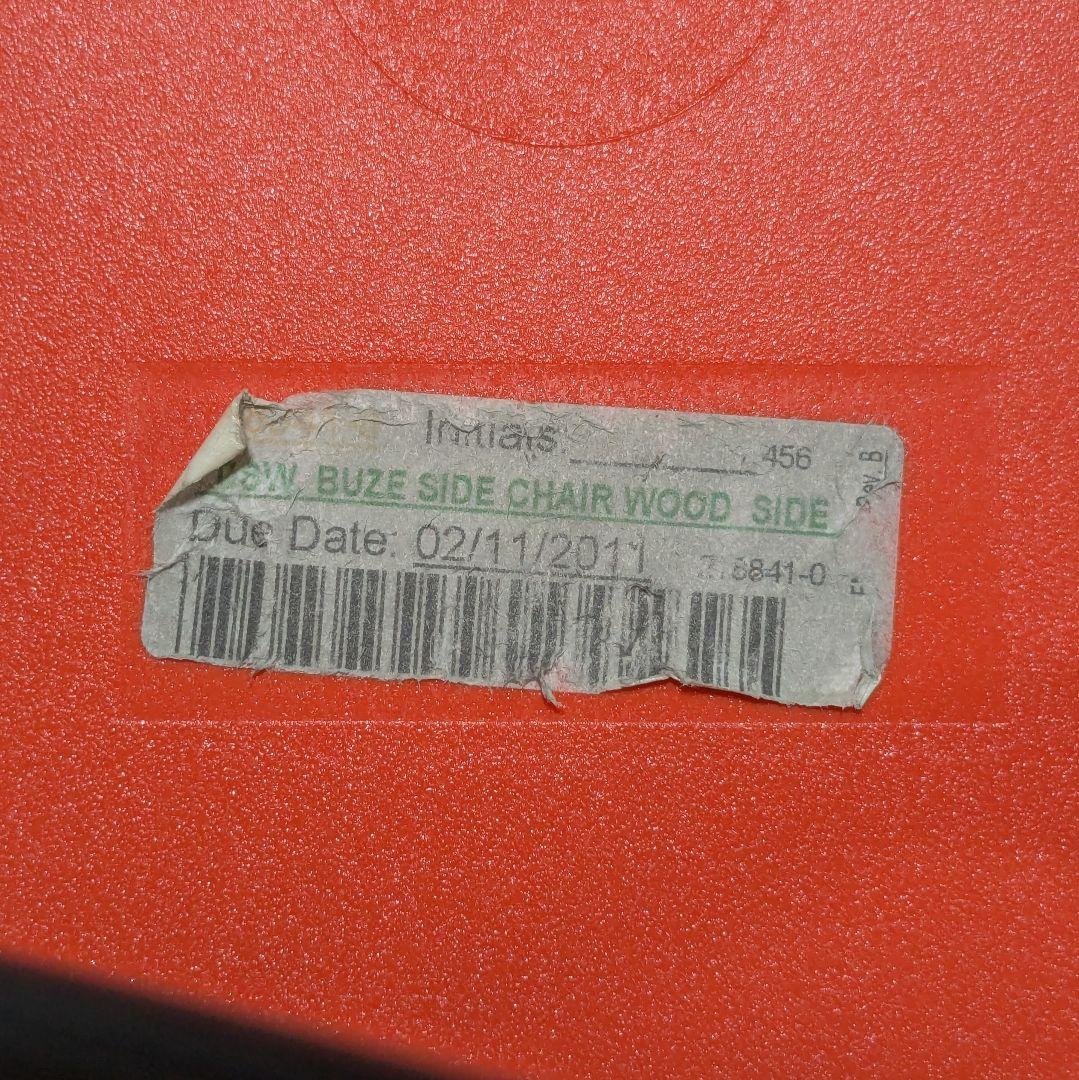 Initials: 456
BUZE SIDE CHAIR WOOD SIDE
Due Date: 02/11/2011